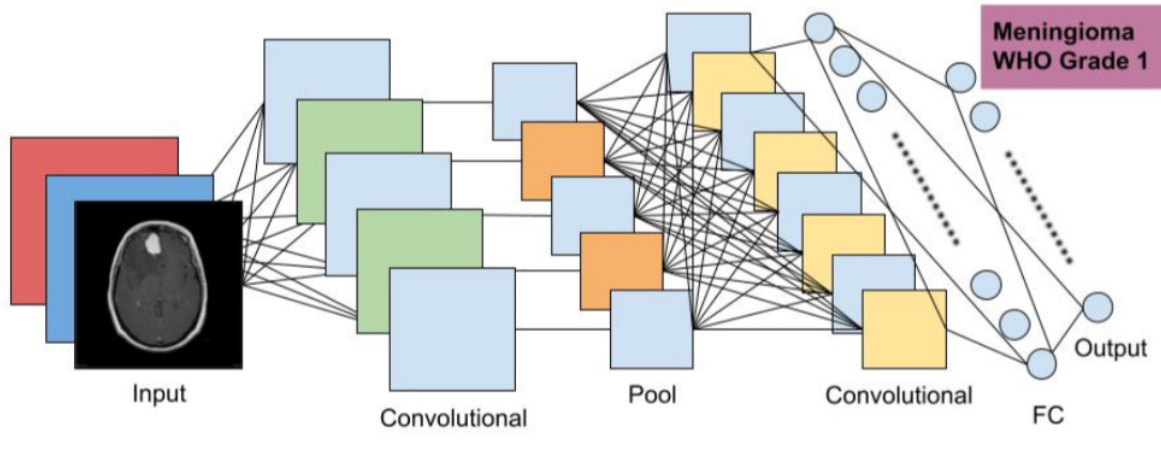 Meningioma
WHO Grade 1
Input
Convolutional
Pool
Convolutional
FC
Output